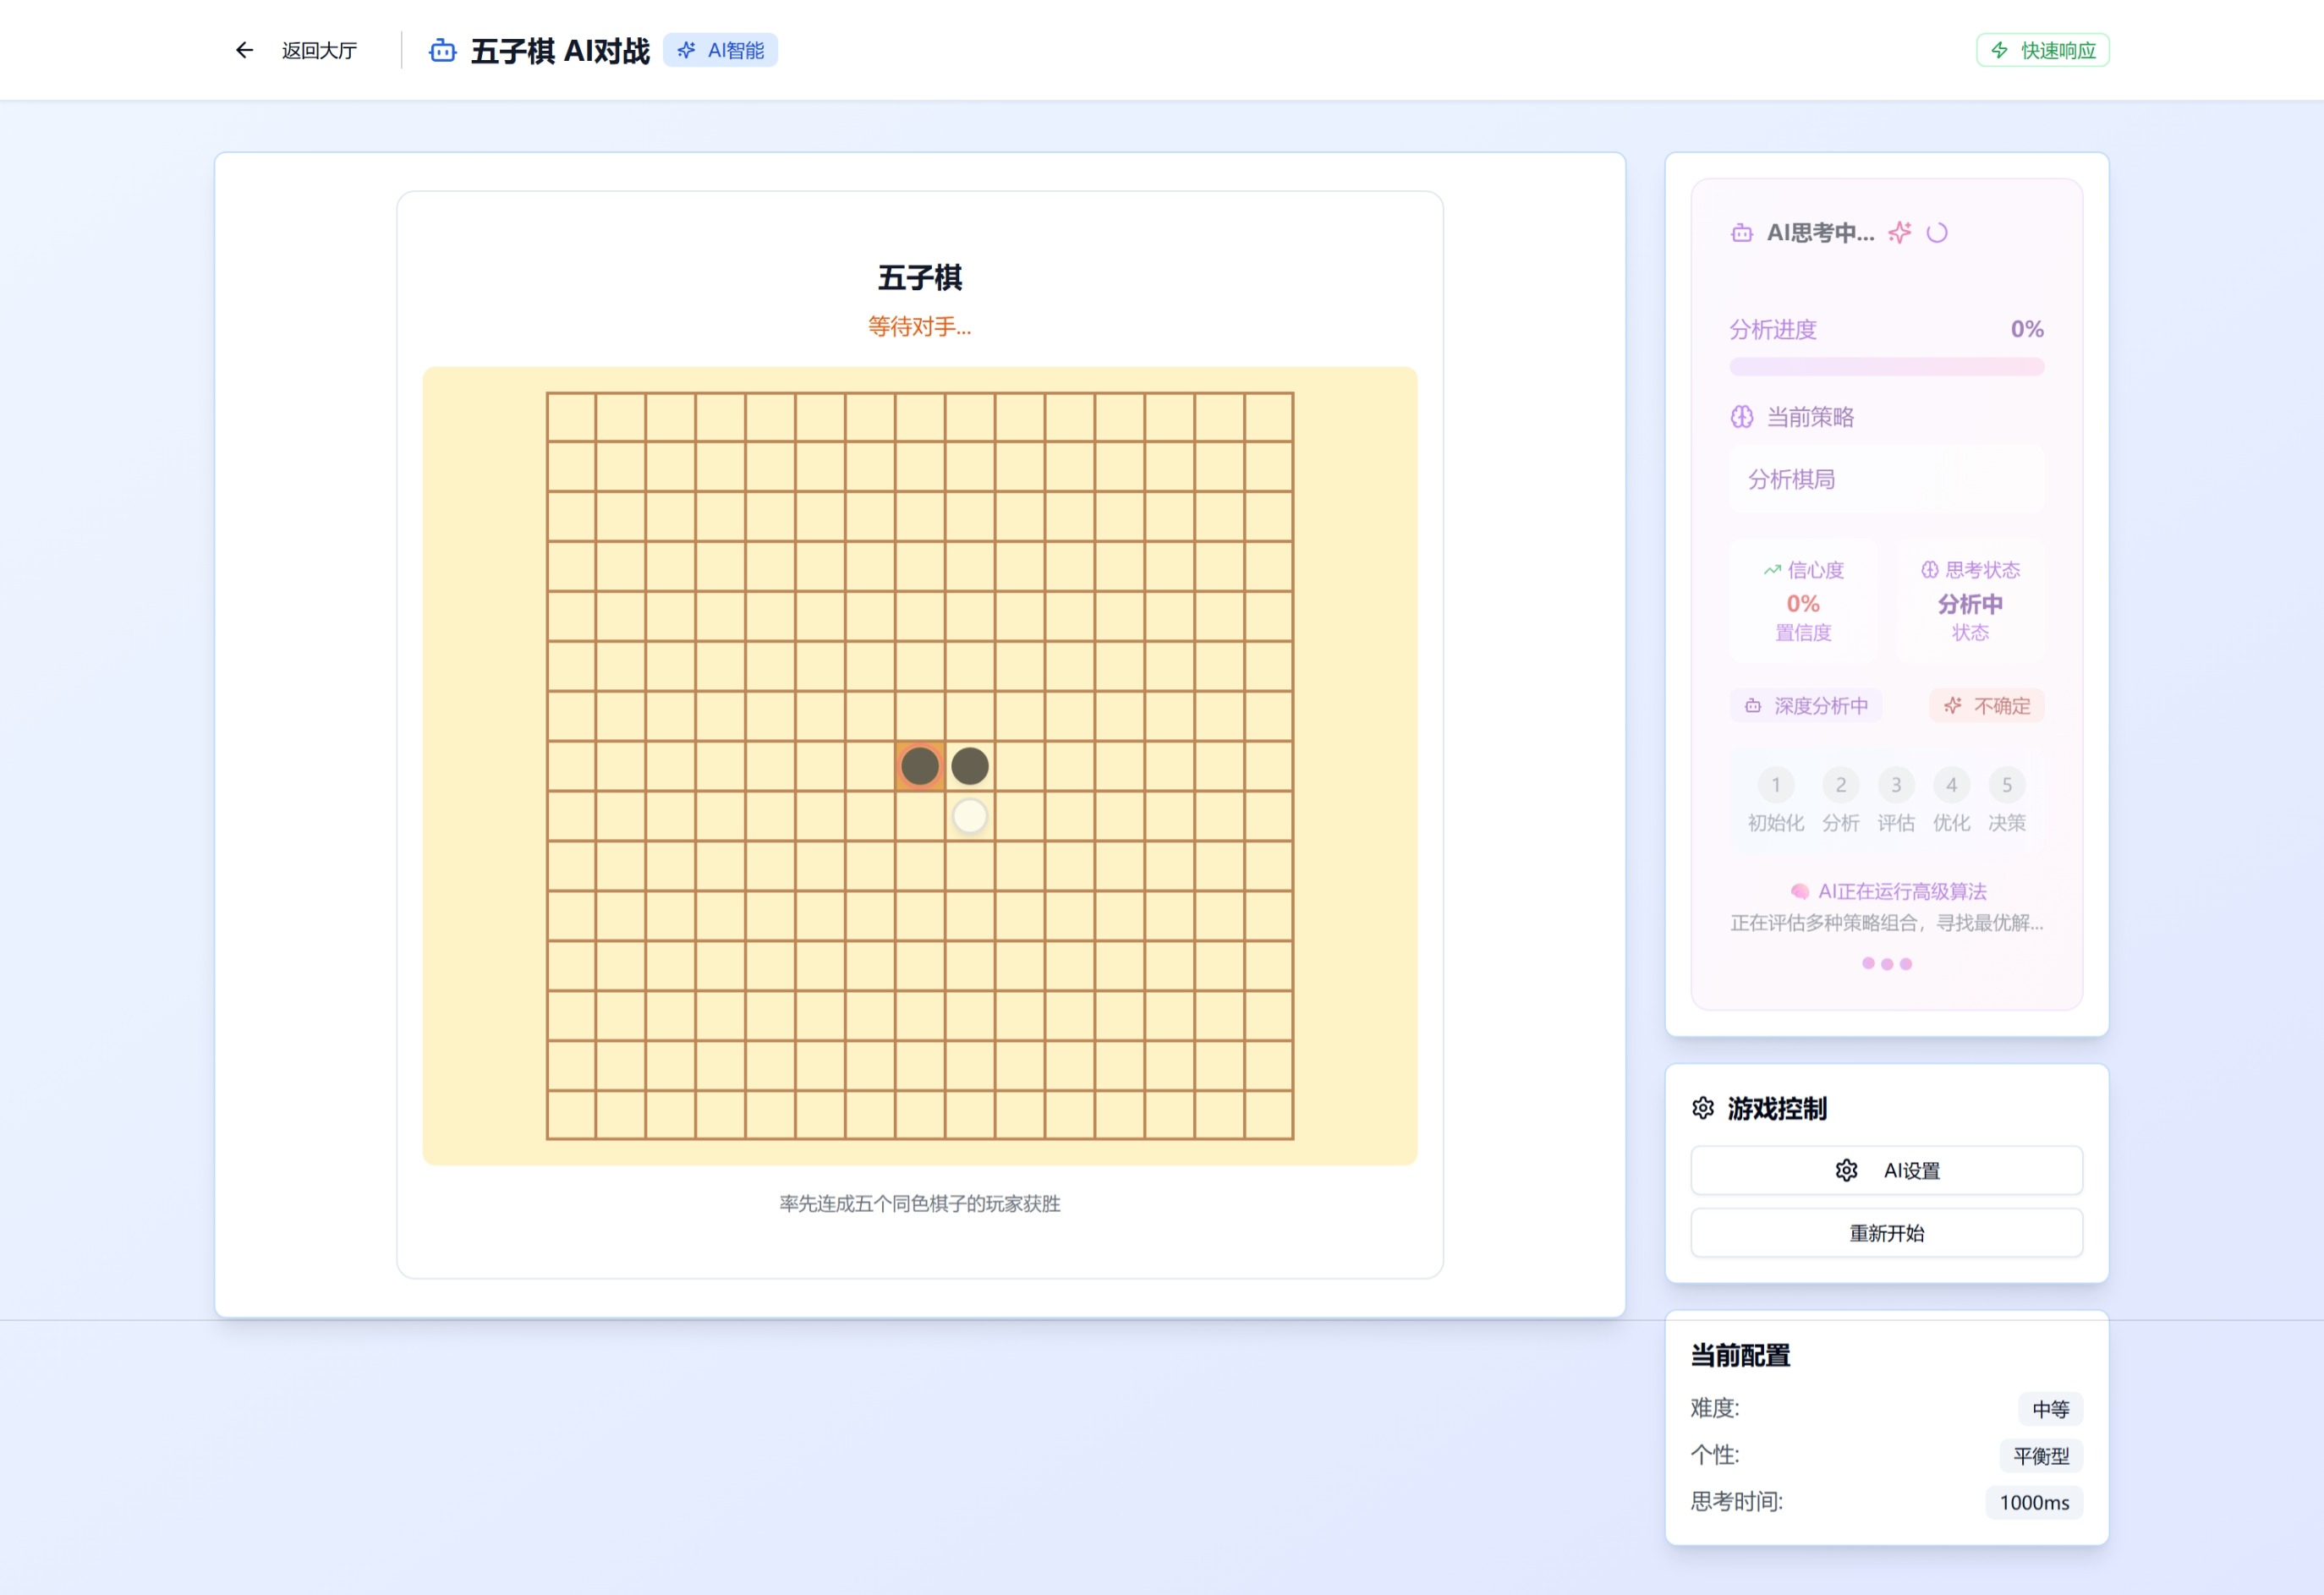 返回大厅
五子棋 AI对战
AI智能
快速响应
五子棋
等待对手...
率先连成五个同色棋子的玩家获胜
AI思考中...
分析进度 0%
当前策略
分析棋局
信心度
0%
置信度
思考状态
分析中
状态
深度分析中
不确定
1 2 3 4 5
初始化 分析 评估 优化 决策
AI正在运行高级算法
正在评估多种策略组合，寻找最优解...
游戏控制
AI设置
重新开始
当前配置
难度: 中等
个性: 平衡型
思考时间: 1000ms